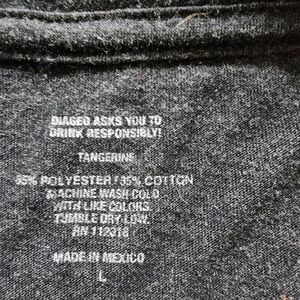 DIAGEO ASKS YOU TO
DRINK RESPONSIBLY!
TANGERINE
65% POLYESTER / 35% COTTON
MACHINE WASH COLD
WITH LIKE COLORS.
TUMBLE DRY LOW.
RN 112318
MADE IN MEXICO
L